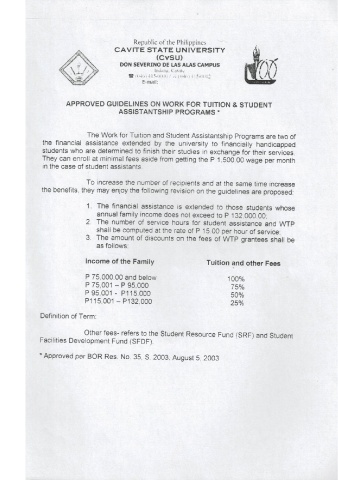 Republic of the Philippines
CAVITE STATE UNIVERSITY
(CvSU)
DON SEVERINO DE LAS ALAS CAMPUS
Indang, Cavite
E-mail:
APPROVED GUIDELINES ON WORK FOR TUITION & STUDENT
ASSISTANTSHIP PROGRAMS *
The Work for Tuition and Student Assistantship Programs are two of
the financial assistance extended by the university to financially handicapped
students who are determined to finish their studies in exchange for their services.
They can enroll at minimal fees aside from getting the P 1,500.00 wage per month
in the case of student assistants.
To increase the number of recipients and at the same time increase
the benefits, they may enjoy the following revision on the guidelines are proposed:
1. The financial assistance is extended to those students whose
annual family income does not exceed to P 132,000.00;
2. The number of service hours for student assistance and WTP
shall be computed at the rate of P 15.00 per hour of service;
3. The amount of discounts on the fees of WTP grantees shall be
as follows:
Income of the Family Tuition and other Fees
P 75,000.00 and below 100%
P 75,001 – P 95,000 75%
P 95,001 - P115,000 50%
P115,001 – P132,000 25%
Definition of Term:
Other fees- refers to the Student Resource Fund (SRF) and Student
Facilities Development Fund (SFDF)
* Approved per BOR Res. No. 35, S. 2003, August 5, 2003